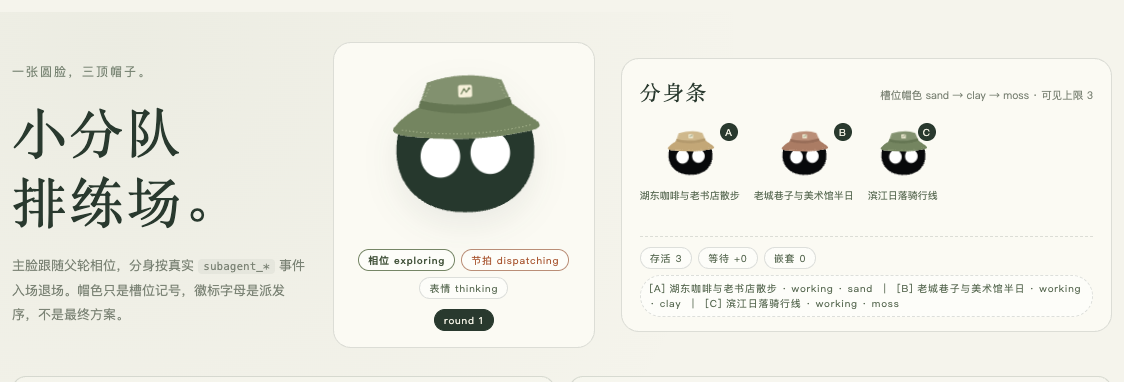 一张圆脸，三顶帽子。
小分队
排练场。
主脸跟随父轮相位，分身按真实 subagent_* 事件
入场退场。帽色只是槽位记号，徽标字母是派发
序，不是最终方案。
相位 exploring
节拍 dispatching
表情 thinking
round 1
分身条
槽位帽色 sand → clay → moss · 可见上限 3
A
B
C
湖东咖啡与老书店散步
老城巷子与美术馆半日
滨江日落骑行线
存活 3
等待 +0
嵌套 0
[A] 湖东咖啡与老书店散步 · working · sand ｜ [B] 老城巷子与美术馆半日 · working
· clay ｜ [C] 滨江日落骑行线 · working · moss